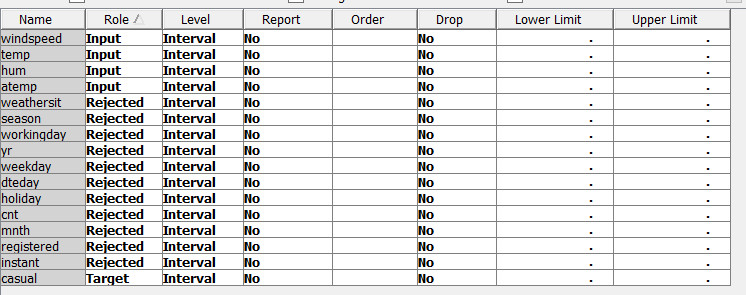 Name Role Level Report Order Drop Lower Limit Upper Limit
windspeed Input Interval No No . .
temp Input Interval No No . .
hum Input Interval No No . .
atemp Input Interval No No . .
weathersit Rejected Interval No No . .
season Rejected Interval No No . .
workingday Rejected Interval No No . .
yr Rejected Interval No No . .
weekday Rejected Interval No No . .
dteday Rejected Interval No No . .
holiday Rejected Interval No No . .
cnt Rejected Interval No No . .
mnth Rejected Interval No No . .
registered Rejected Interval No No . .
instant Rejected Interval No No . .
casual Target Interval No No . .